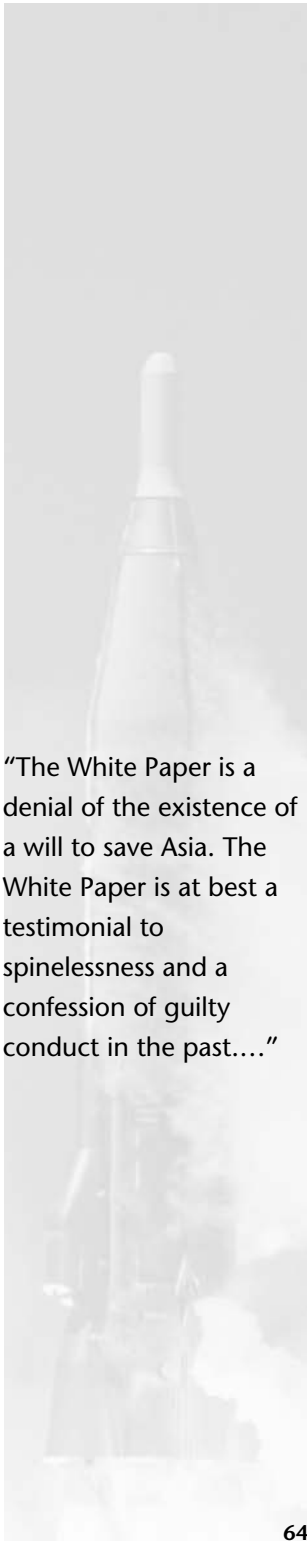 “The White Paper is a
denial of the existence of
a will to save Asia. The
White Paper is at best a
testimonial to
spinelessness and a
confession of guilty
conduct in the past.…”
64